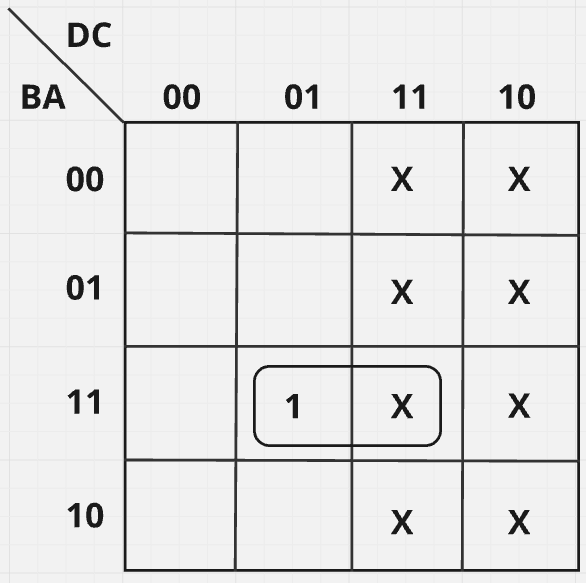 DC
BA 00 01 11 10
00 X X
01 X X
11 1 X X
10 X X